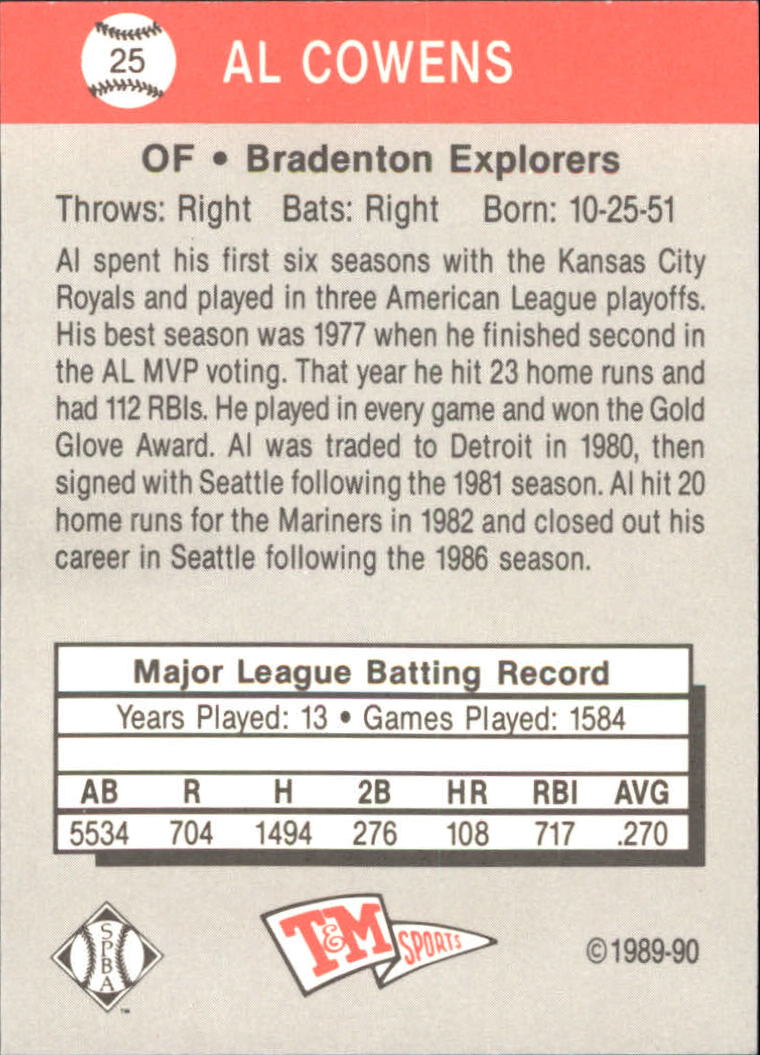 25 AL COWENS
OF • Bradenton Explorers
Throws: Right Bats: Right Born: 10-25-51
Al spent his first six seasons with the Kansas City
Royals and played in three American League playoffs.
His best season was 1977 when he finished second in
the AL MVP voting. That year he hit 23 home runs and
had 112 RBIs. He played in every game and won the Gold
Glove Award. Al was traded to Detroit in 1980, then
signed with Seattle following the 1981 season. Al hit 20
home runs for the Mariners in 1982 and closed out his
career in Seattle following the 1986 season.
Major League Batting Record
Years Played: 13 • Games Played: 1584
AB R H 2B HR RBI AVG
5534 704 1494 276 108 717 .270
SPBA ™
T&M SPORTS
©1989-90